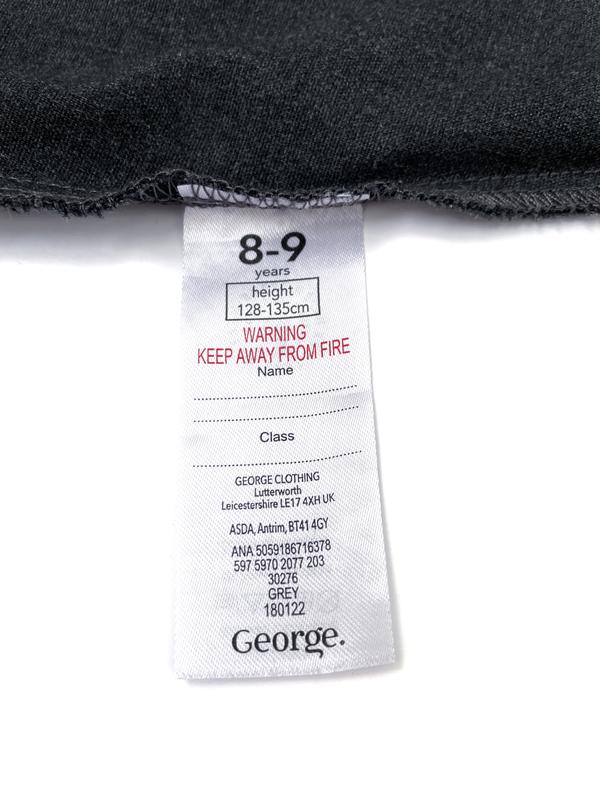 8-9
years
height
128-135cm
WARNING
KEEP AWAY FROM FIRE
Name
Class
GEORGE CLOTHING
Lutterworth
Leicestershire LE17 4XH UK
ASDA, Antrim, BT41 4GY
ANA 5059186716378
597 5970 2077 203
30276
GREY
180122
George.